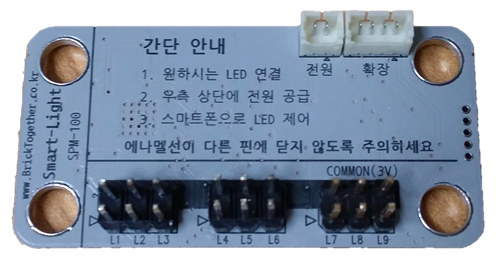 간단 안내
전원 확장
1. 원하시는 LED 연결
2. 우측 상단에 전원 공급
3. 스마트폰으로 LED 제어
에나멜선이 다른 핀에 닿지 않도록 주의하세요
COMMON(3V)
L1 L2 L3 L4 L5 L6 L7 L8 L9
www.BrickTogether.co.kr
Smart-Light
SPM-100